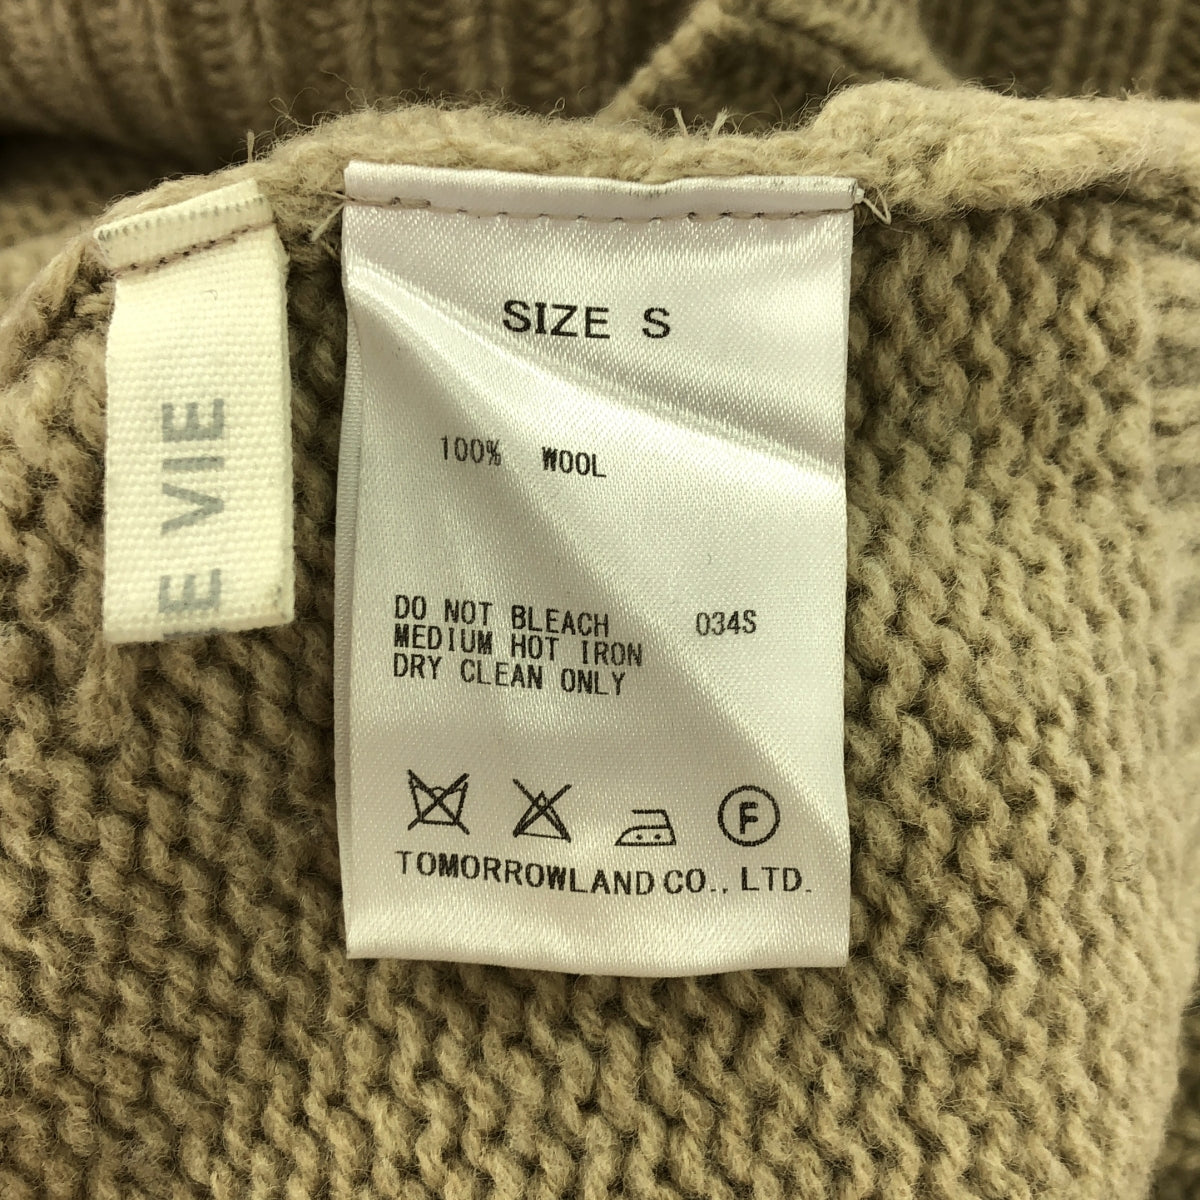 SIZE S
100% WOOL
DO NOT BLEACH 034S
MEDIUM HOT IRON
DRY CLEAN ONLY
F
TOMORROWLAND CO., LTD.
E VIE